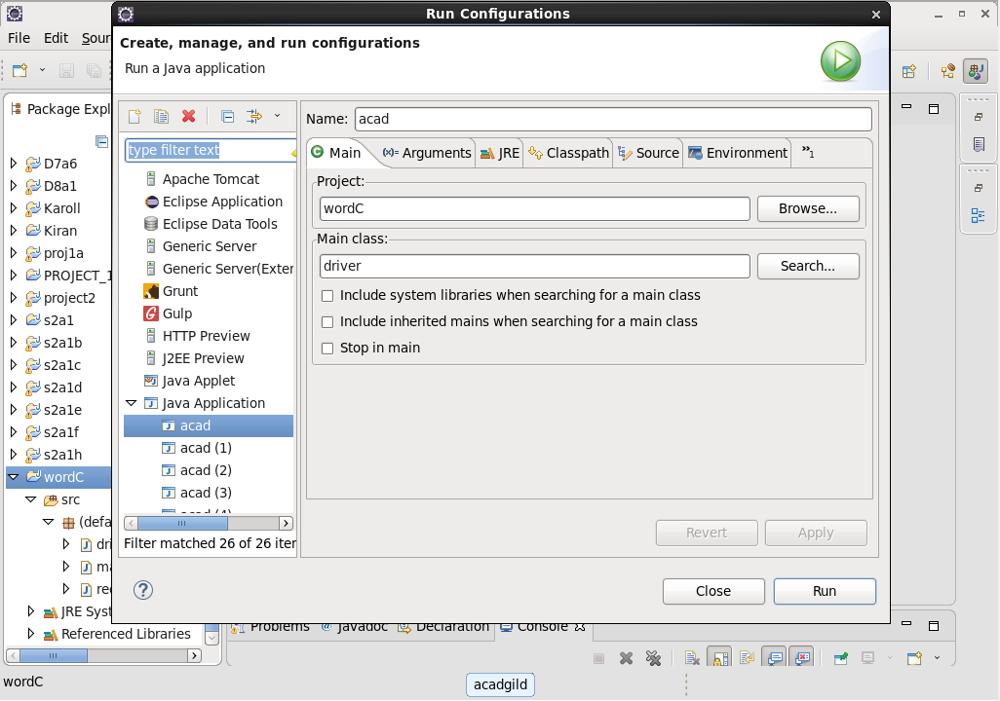 Run Configurations
File Edit Sour
Create, manage, and run configurations
Run a Java application
Package Expl
D7a6
D8a1
Karoll
Kiran
proj1a
PROJECT_1
project2
s2a1
s2a1b
s2a1c
s2a1d
s2a1e
s2a1f
s2a1h
wordC
src
(defa
dri
ma
re
JRE Syst
Referenced Libraries
type filter text
Apache Tomcat
Eclipse Application
Eclipse Data Tools
Generic Server
Generic Server(Exter
Grunt
Gulp
HTTP Preview
J2EE Preview
Java Applet
Java Application
acad
acad (1)
acad (2)
acad (3)
acad (4)
Filter matched 26 of 26 iter
Name: acad
Main (x)= Arguments JRE Classpath Source Environment »1
Project:
wordC Browse...
Main class:
driver Search...
Include system libraries when searching for a main class
Include inherited mains when searching for a main class
Stop in main
Revert Apply
Close Run
Problems @ Javadoc Declaration Console
wordC
acadgild